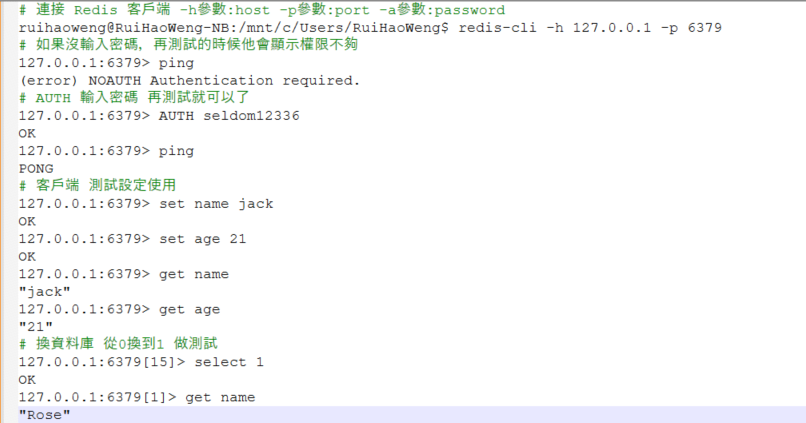 # 連接 Redis 客戶端 -h參數:host -p參數:port -a參數:password
ruihaoweng@RuiHaoWeng-NB:/mnt/c/Users/RuiHaoWeng$ redis-cli -h 127.0.0.1 -p 6379
# 如果沒輸入密碼，再測試的時候他會顯示權限不夠
127.0.0.1:6379> ping
(error) NOAUTH Authentication required.
# AUTH 輸入密碼 再測試就可以了
127.0.0.1:6379> AUTH seldom12336
OK
127.0.0.1:6379> ping
PONG
# 客戶端 測試設定使用
127.0.0.1:6379> set name jack
OK
127.0.0.1:6379> set age 21
OK
127.0.0.1:6379> get name
"jack"
127.0.0.1:6379> get age
"21"
# 換資料庫 從0換到1 做測試
127.0.0.1:6379[15]> select 1
OK
127.0.0.1:6379[1]> get name
"Rose"